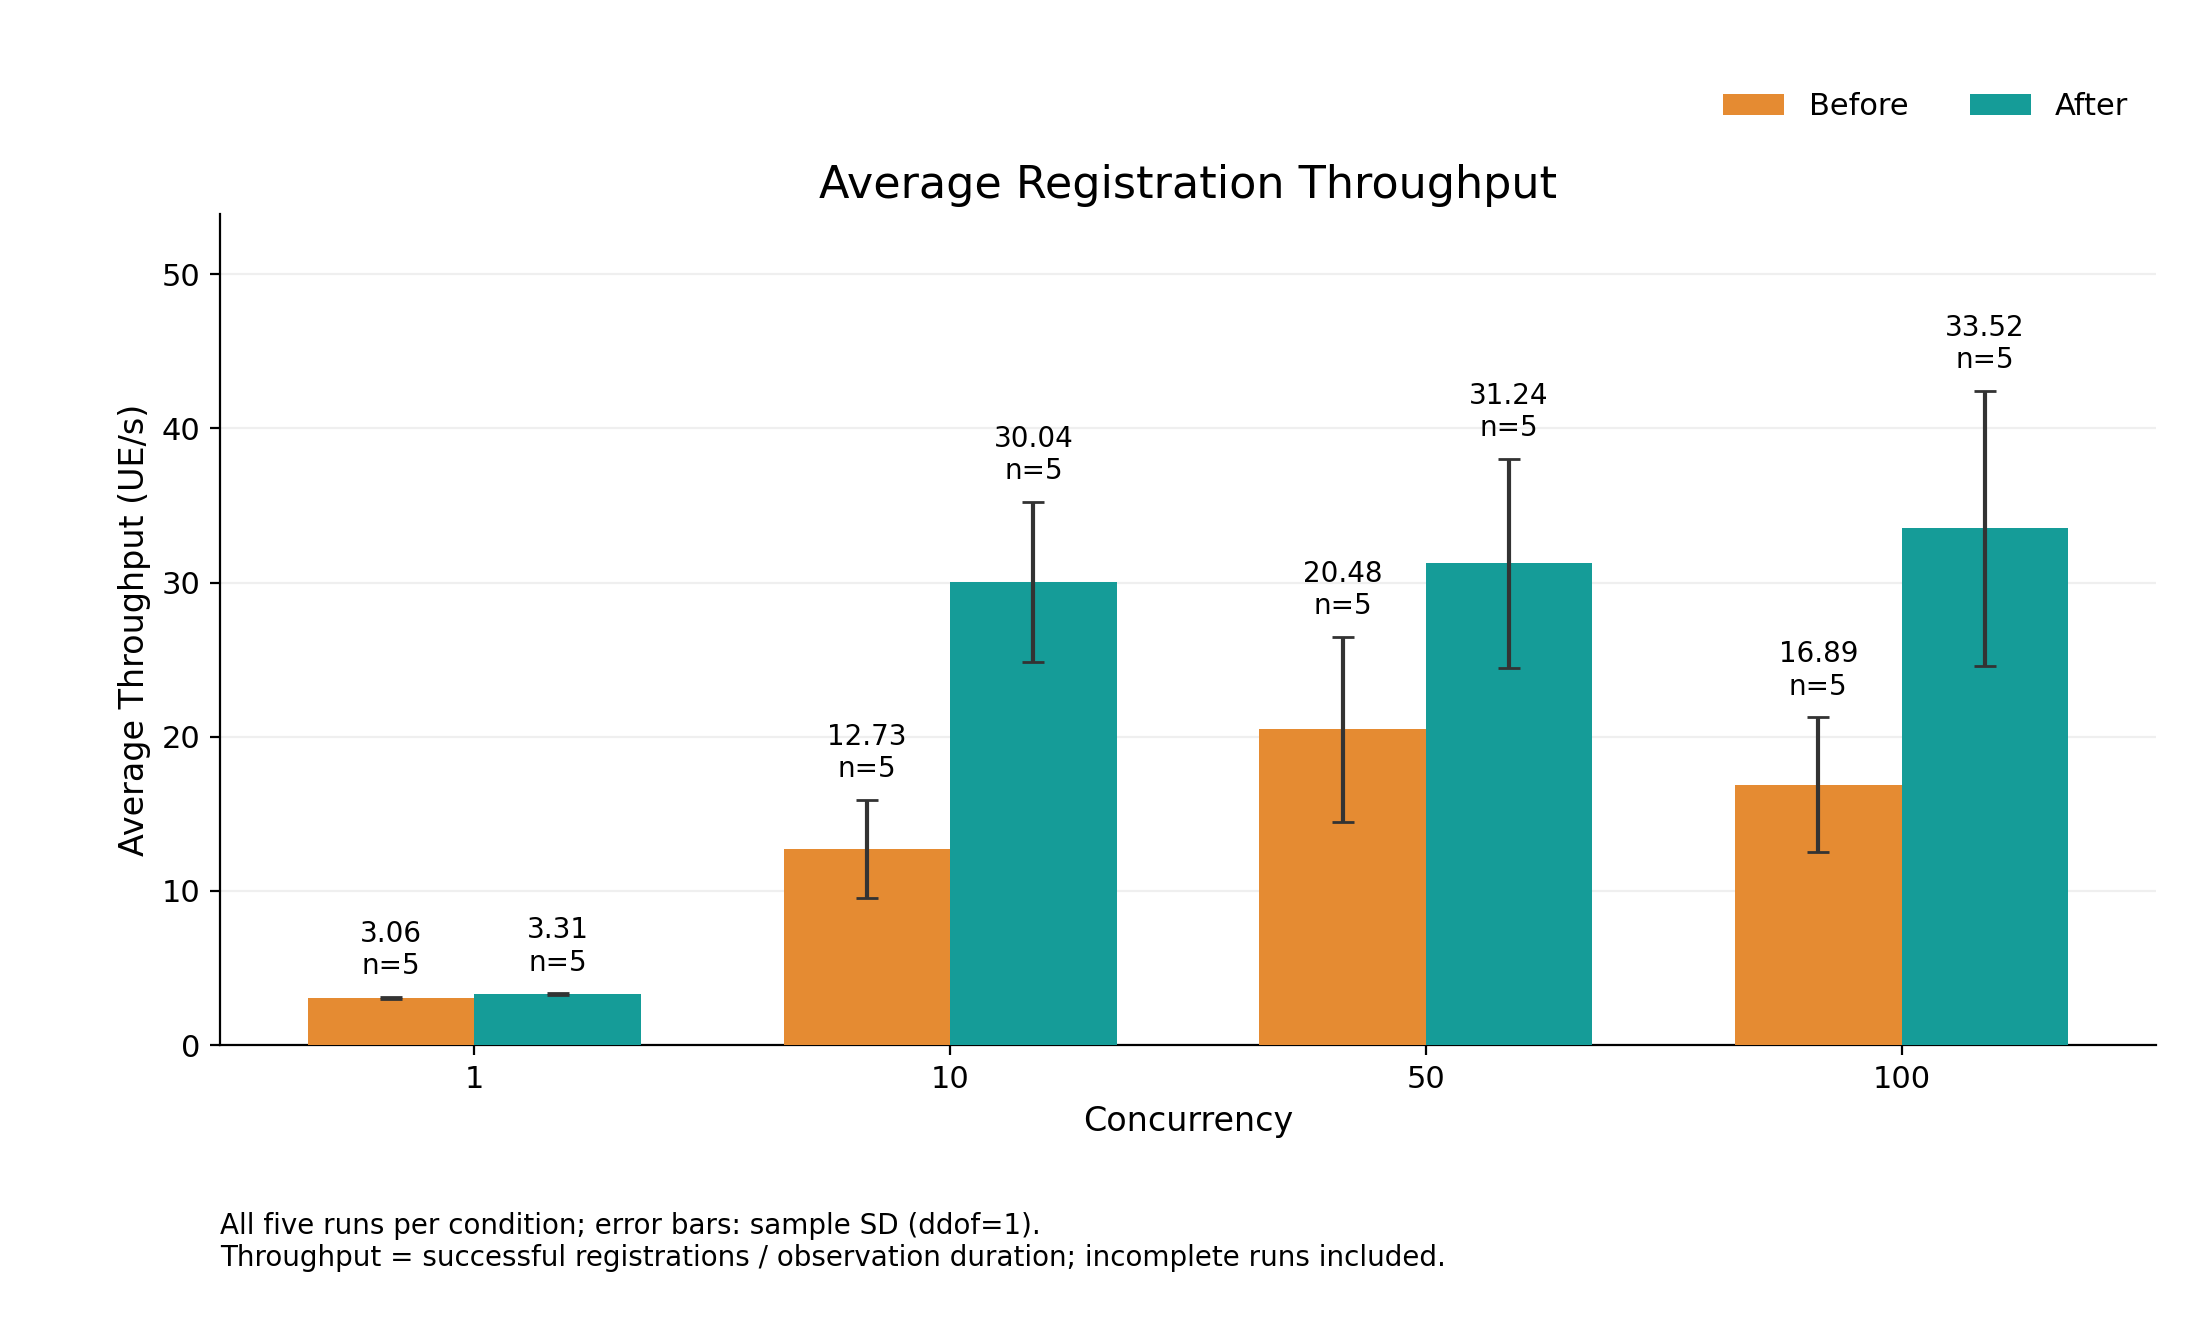 Before
After
Average Registration Throughput
Average Throughput (UE/s)
50
40
30
20
10
0
3.06
n=5
3.31
n=5
12.73
n=5
30.04
n=5
20.48
n=5
31.24
n=5
16.89
n=5
33.52
n=5
1
10
50
100
Concurrency
All five runs per condition; error bars: sample SD (ddof=1).
Throughput = successful registrations / observation duration; incomplete runs included.